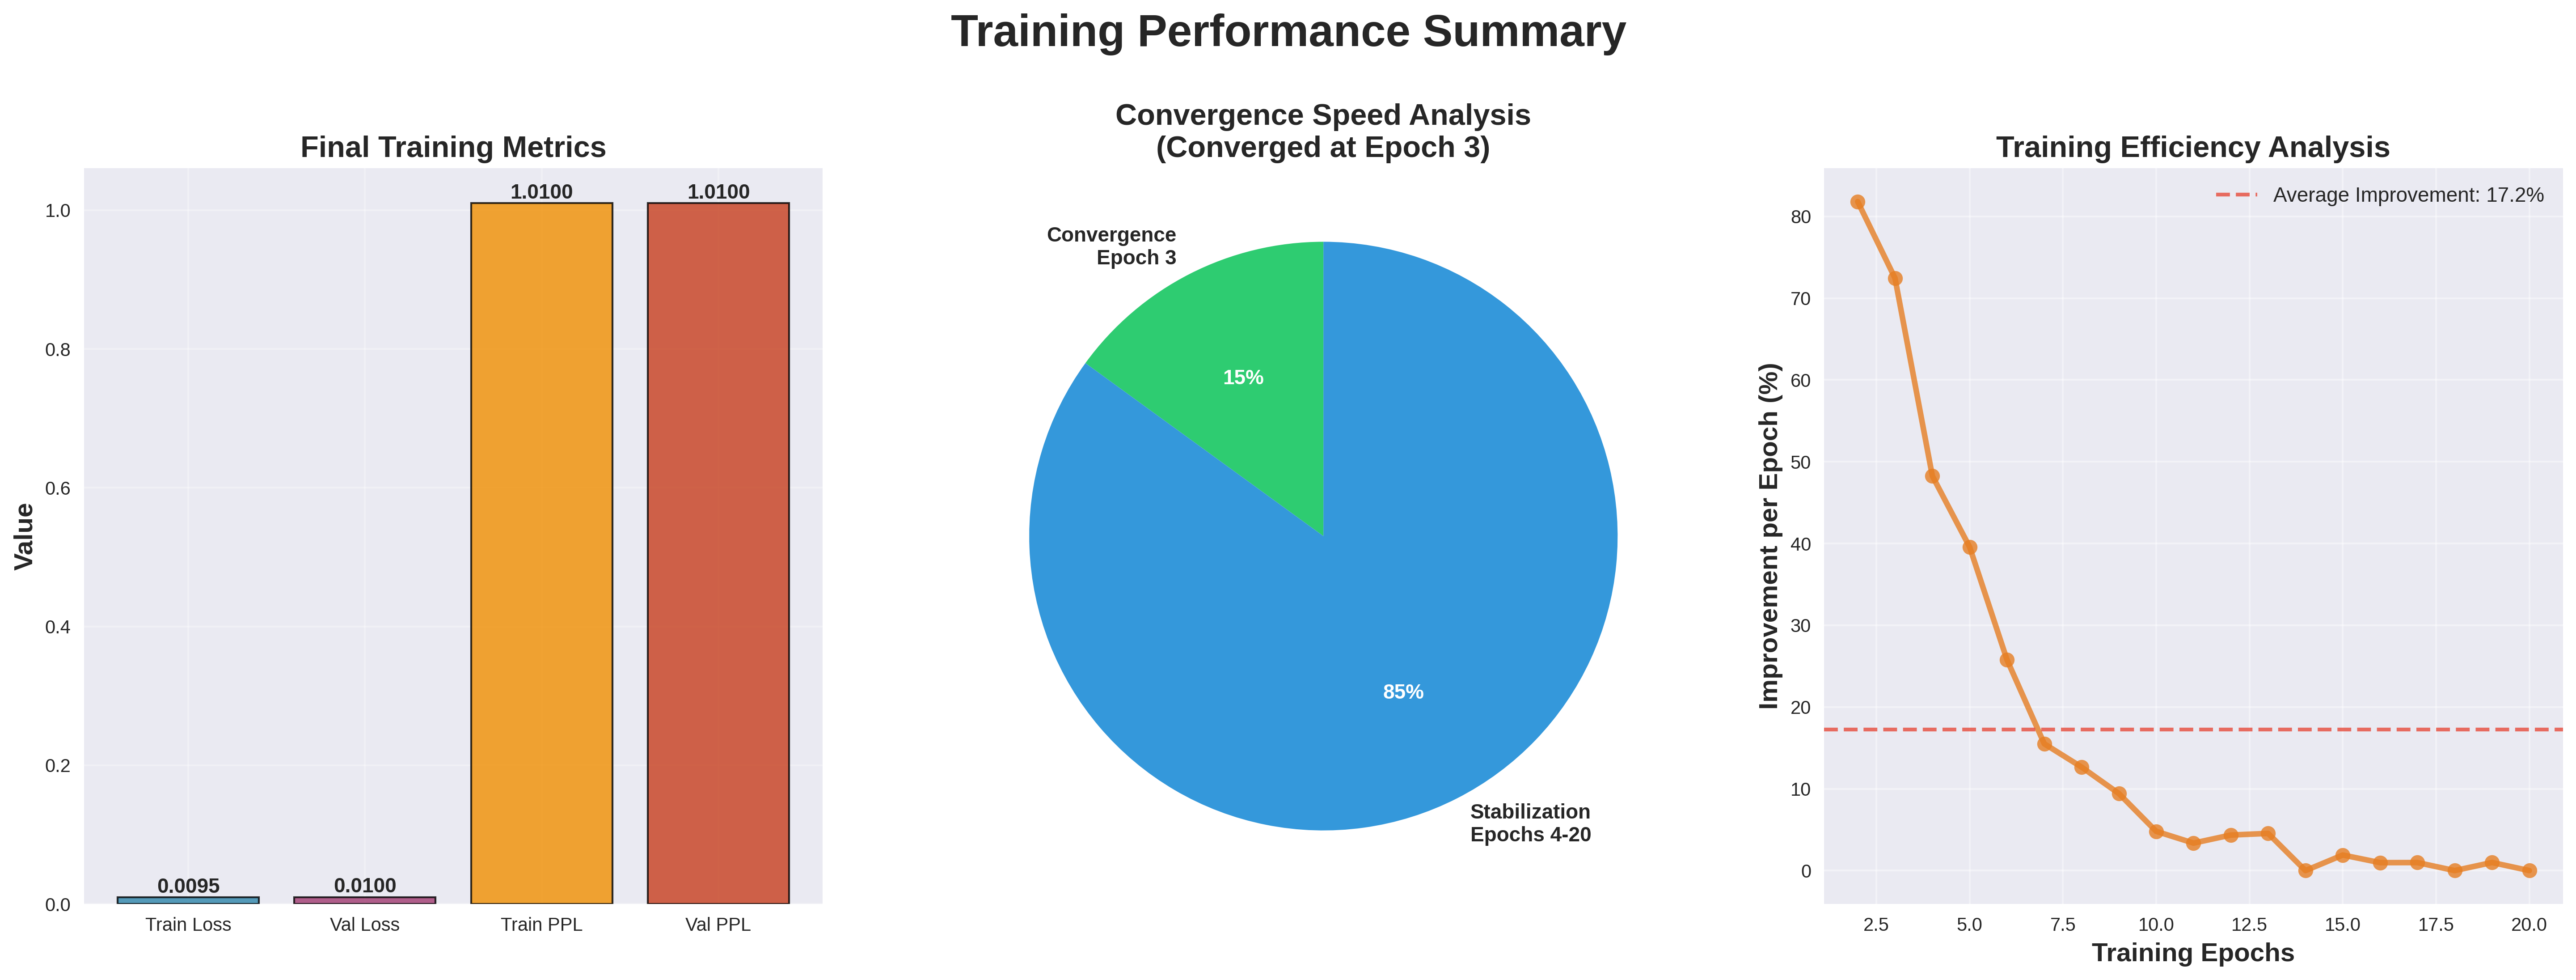 Training Performance Summary
Final Training Metrics
Value
1.0
0.8
0.6
0.4
0.2
0.0
0.0095
0.0100
1.0100
1.0100
Train Loss
Val Loss
Train PPL
Val PPL
Convergence Speed Analysis
(Converged at Epoch 3)
Convergence
Epoch 3
15%
85%
Stabilization
Epochs 4-20
Training Efficiency Analysis
Average Improvement: 17.2%
Improvement per Epoch (%)
80
70
60
50
40
30
20
10
0
2.5
5.0
7.5
10.0
12.5
15.0
17.5
20.0
Training Epochs